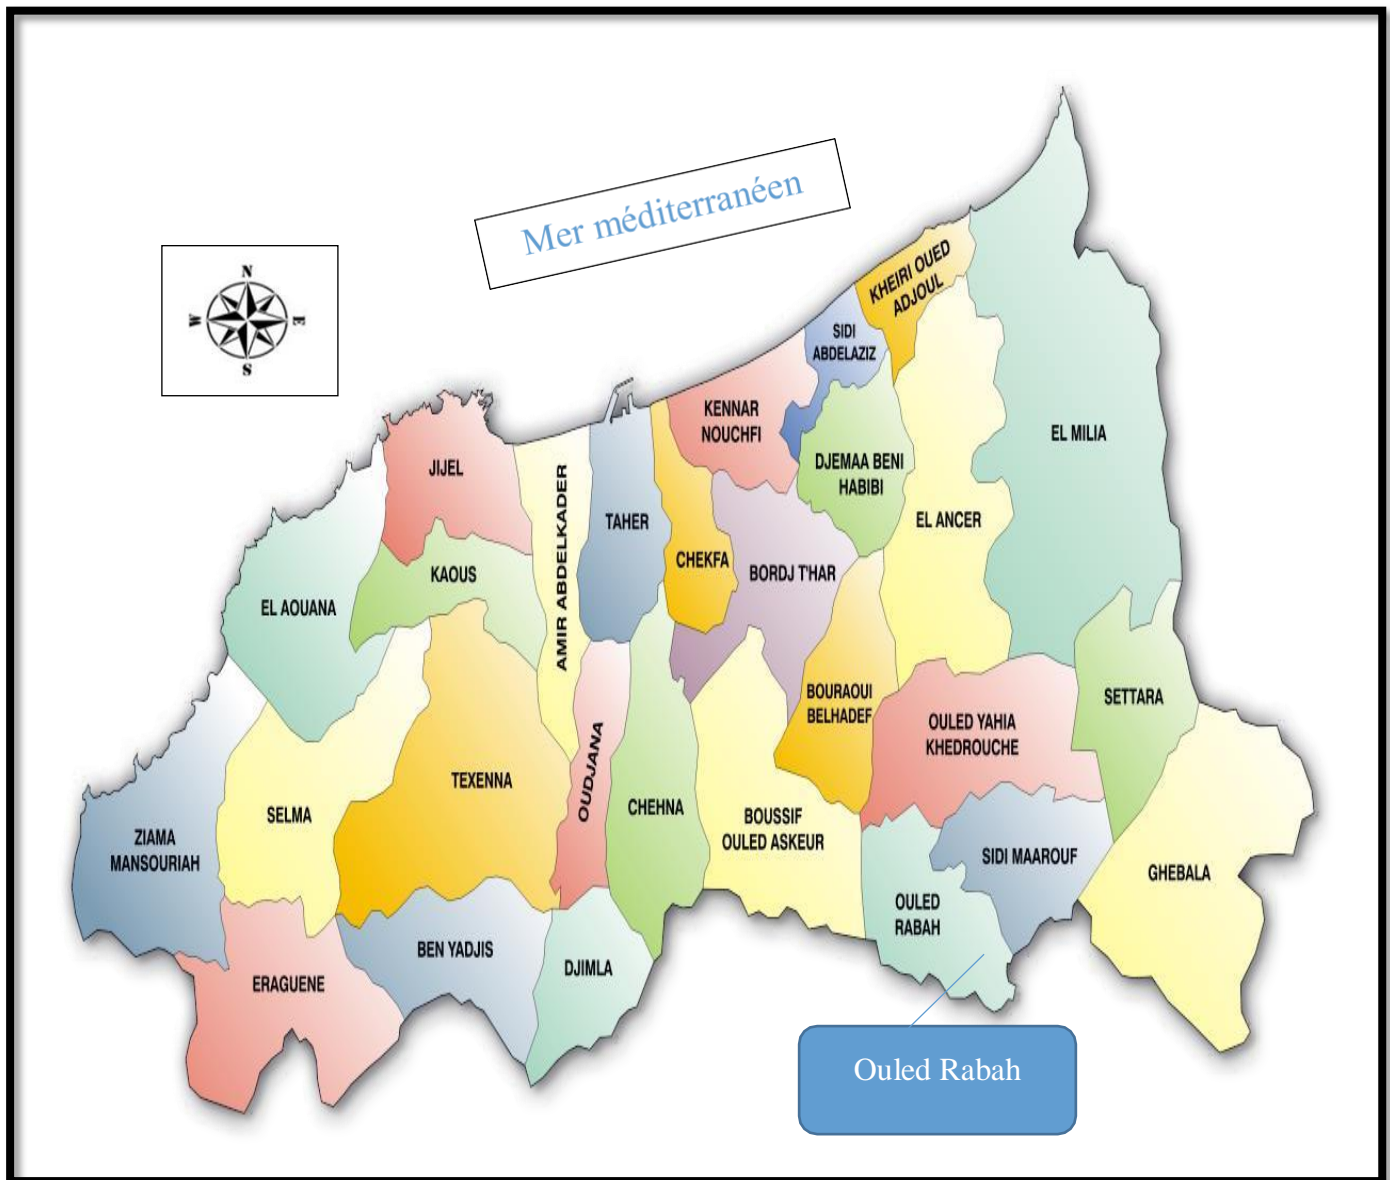 Mer méditerranéen
N
W
E
S
KHEIRI OUED
ADJOUL
SIDI
ABDELAZIZ
KENNAR
NOUCHFI
EL MILIA
JIJEL
DJEMAA BENI
HABIBI
AMIR ABDELKADER
TAHER
EL ANCER
CHEKFA
BORDJ T'HAR
KAOUS
EL AOUANA
BOURAOUI
BELHADEF
SETTARA
OULED YAHIA
KHEDROUCHE
TEXENNA
OUDJANA
CHEHNA
SELMA
BOUSSIF
OULED ASKEUR
ZIAMA
MANSOURIAH
SIDI MAAROUF
GHEBALA
OULED
RABAH
BEN YADJIS
DJIMLA
ERAGUENE
Ouled Rabah